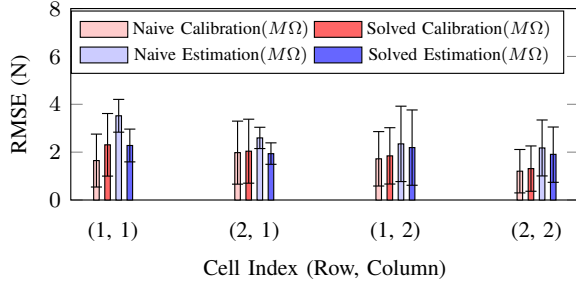 8
6
4
2
0
RMSE (N)
Naive Calibration(MΩ) Solved Calibration(MΩ)
Naive Estimation(MΩ) Solved Estimation(MΩ)
(1, 1) (2, 1) (1, 2) (2, 2)
Cell Index (Row, Column)